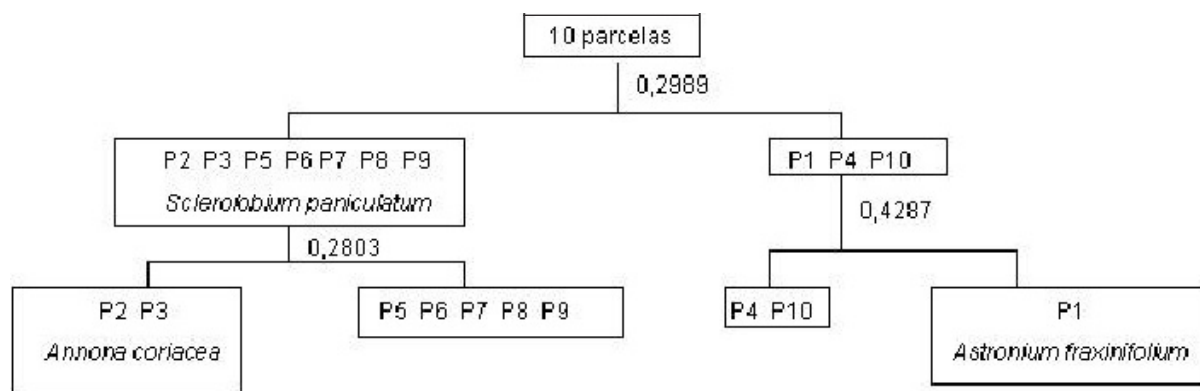 10 parcelas
0,2989
P2 P3 P5 P6 P7 P8 P9
Sclerolobium paniculatum
P1 P4 P10
0,2803
0,4287
P2 P3
Annona coriacea
P5 P6 P7 P8 P9
P4 P10
P1
Astronium fraxinifolium